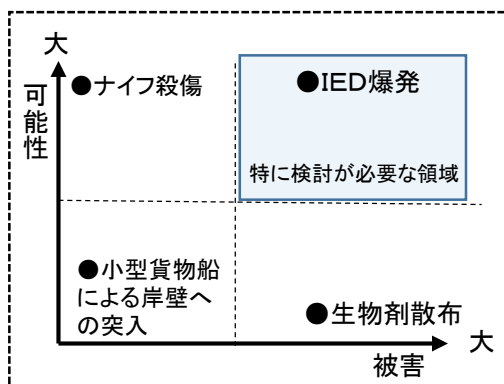 大
可能性
●ナイフ殺傷
●IED爆発
特に検討が必要な領域
●小型貨物船
による岸壁へ
の突入
●生物剤散布
大
被害